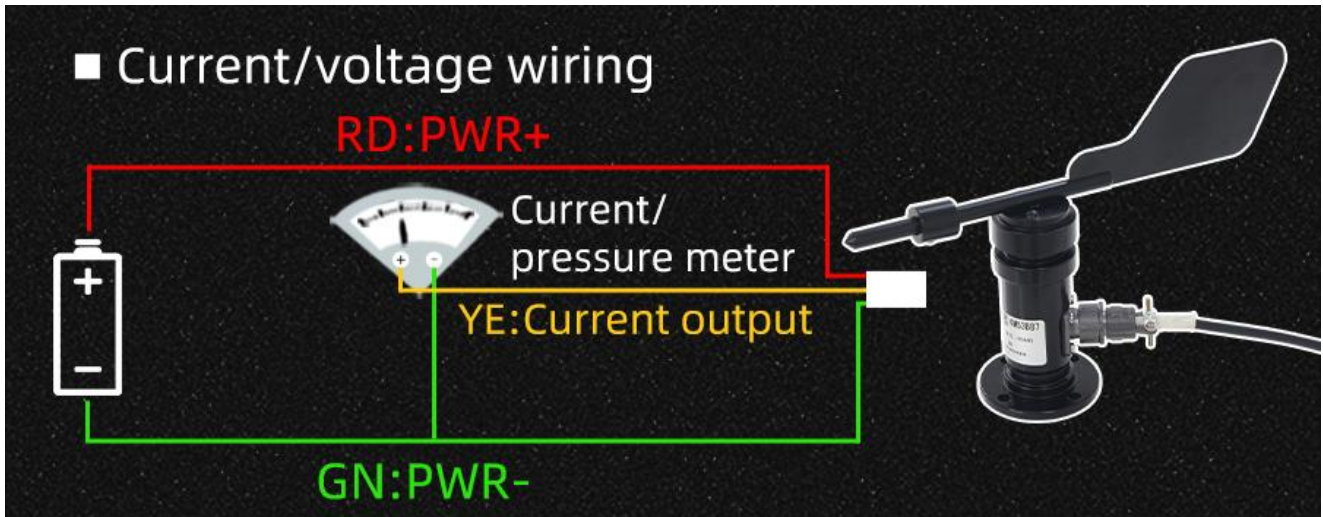 Current/voltage wiring
RD:PWR+
Current/
pressure meter
YE:Current output
GN:PWR-
+
-
+
-